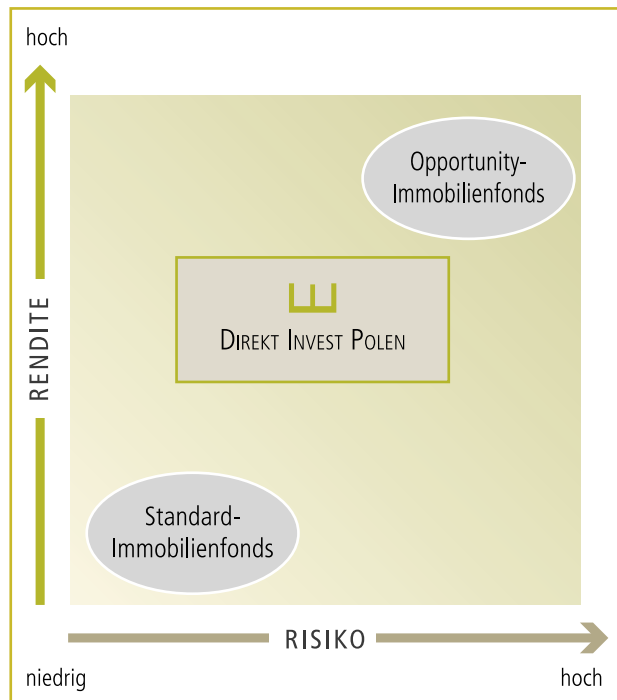 hoch
Opportunity-
Immobilienfonds
DIREKT INVEST POLEN
RENDITE
Standard-
Immobilienfonds
RISIKO
niedrig
hoch